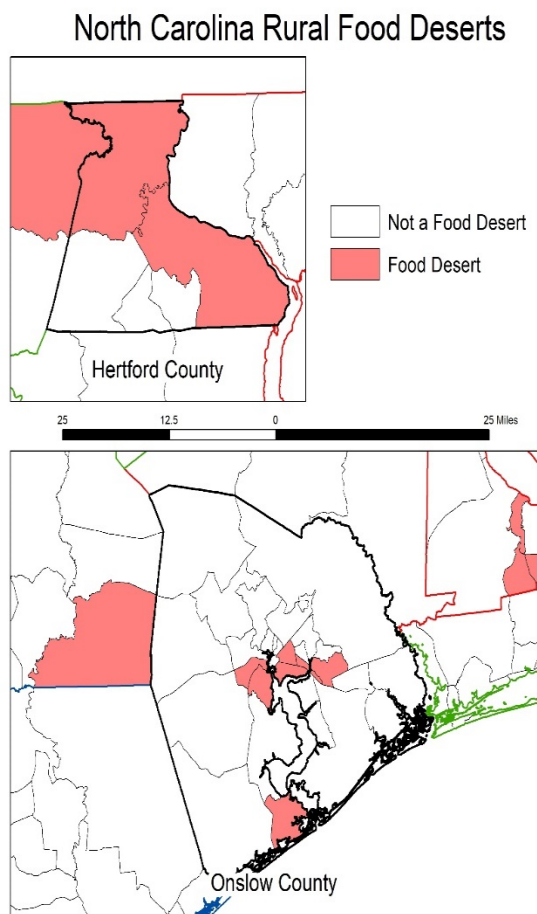 North Carolina Rural Food Deserts
Not a Food Desert
Food Desert
Hertford County
25 12.5 0 25 Miles
Onslow County